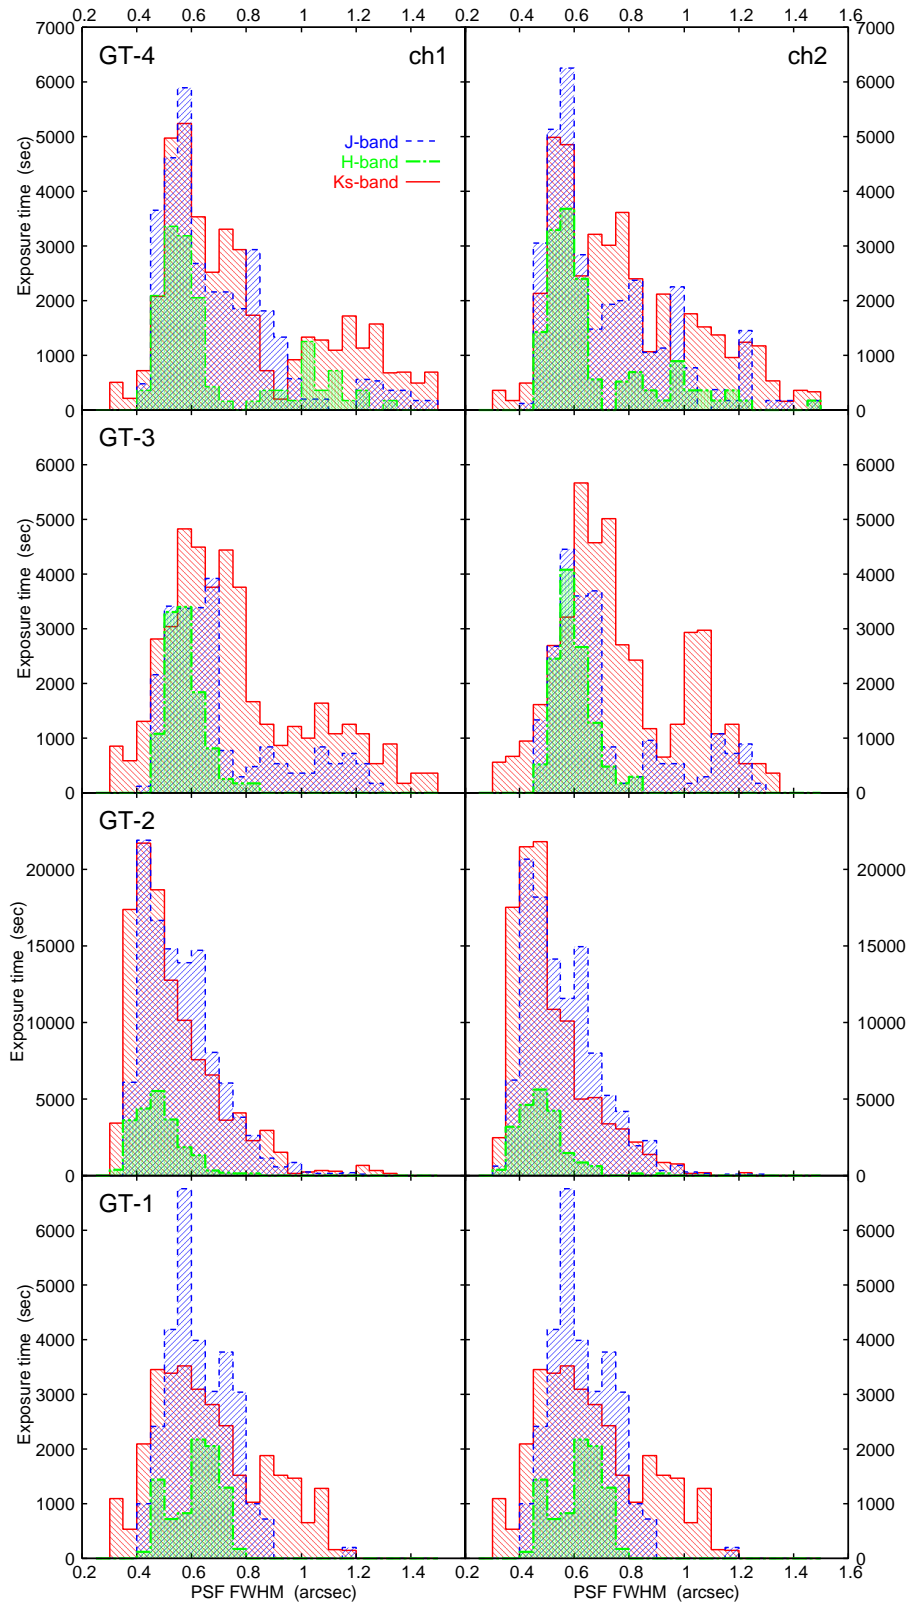 0.2 0.4 0.6 0.8 1 1.2 1.4 0.2 0.4 0.6 0.8 1 1.2 1.4 1.6
GT-4 ch1 ch2
J-band
H-band
Ks-band
7000 7000
6000 6000
5000 5000
4000 4000
3000 3000
2000 2000
1000 1000
0 0
Exposure time (sec)
GT-3
6000 6000
5000 5000
4000 4000
3000 3000
2000 2000
1000 1000
0 0
Exposure time (sec)
GT-2
20000 20000
15000 15000
10000 10000
5000 5000
0 0
Exposure time (sec)
GT-1
6000 6000
5000 5000
4000 4000
3000 3000
2000 2000
1000 1000
0 0
Exposure time (sec)
0.2 0.4 0.6 0.8 1 1.2 1.4 0.2 0.4 0.6 0.8 1 1.2 1.4 1.6
PSF FWHM (arcsec) PSF FWHM (arcsec)